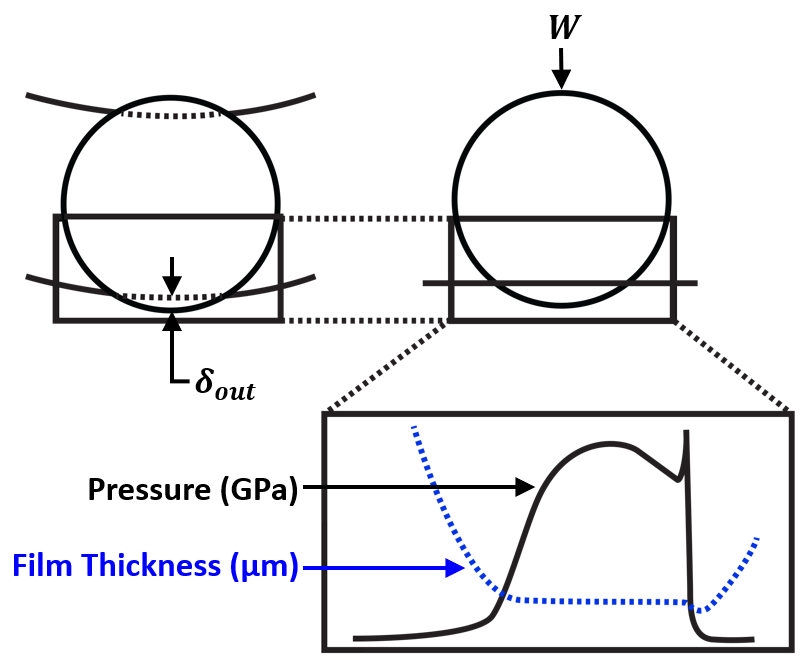 W
δout
Pressure (GPa)
Film Thickness (μm)